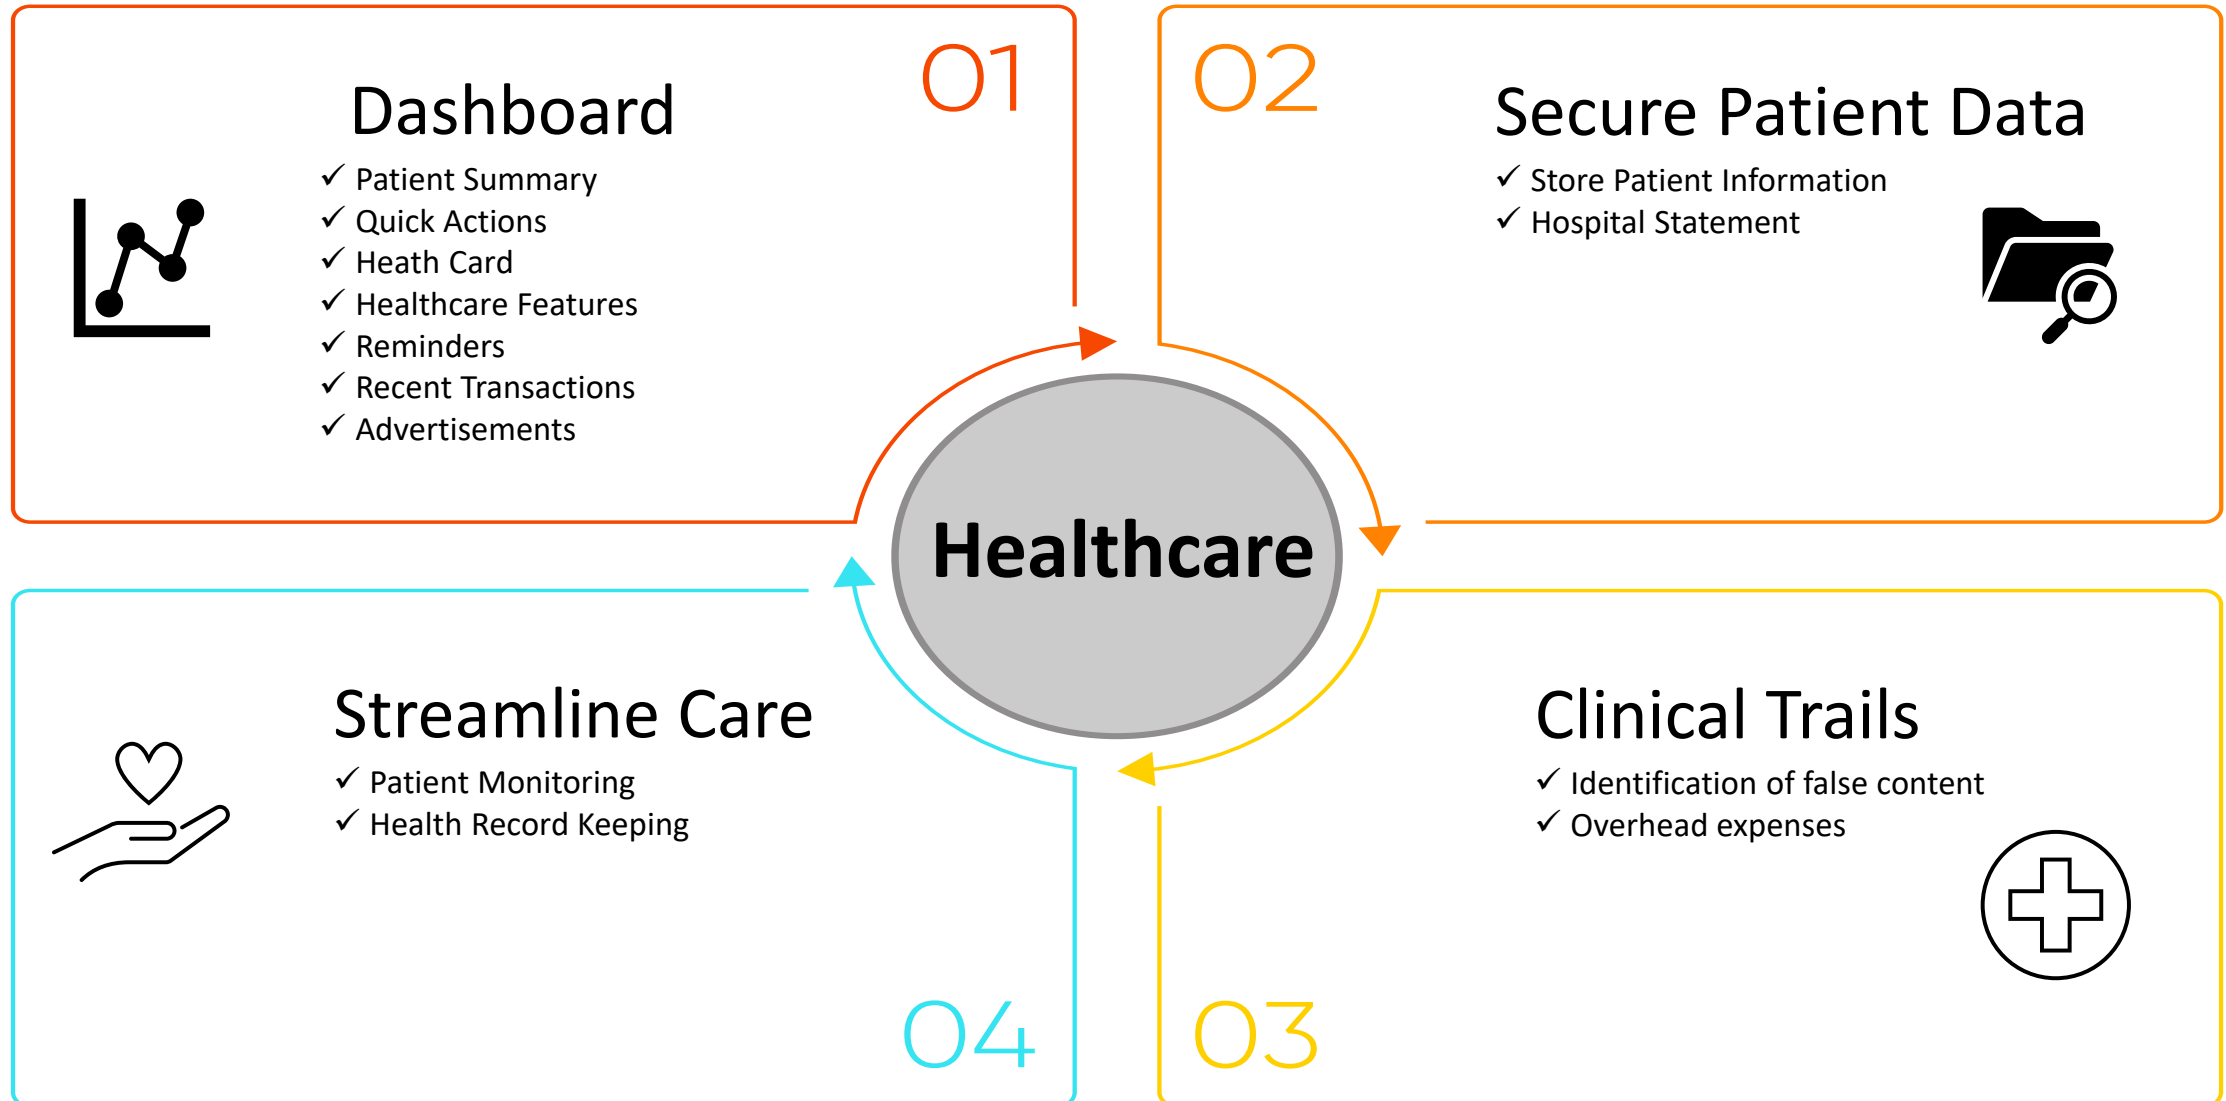 01
Dashboard
✓ Patient Summary
✓ Quick Actions
✓ Heath Card
✓ Healthcare Features
✓ Reminders
✓ Recent Transactions
✓ Advertisements
02
Secure Patient Data
✓ Store Patient Information
✓ Hospital Statement
Healthcare
Streamline Care
✓ Patient Monitoring
✓ Health Record Keeping
04
Clinical Trails
✓ Identification of false content
✓ Overhead expenses
03